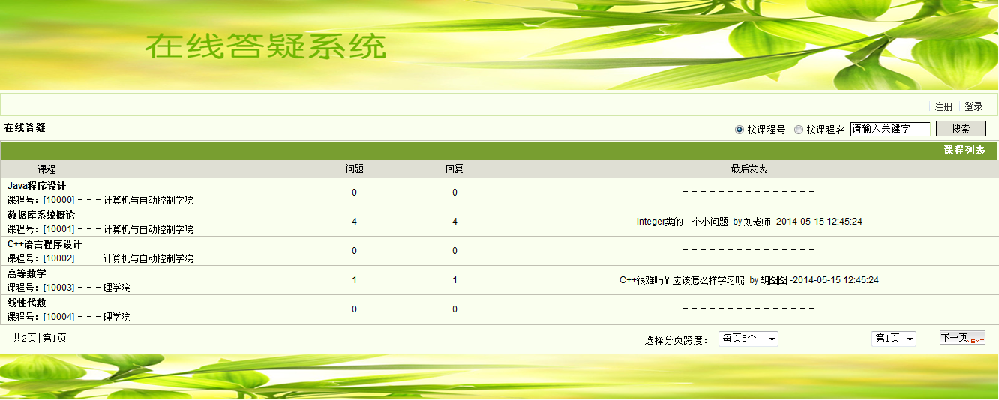 在线答疑系统
注册 登录
在线答疑 按课程号 按课程名 请输入关键字 搜索
课程列表
课程 问题 回复 最后发表
Java程序设计
课程号：[10000] - - - 计算机与自动控制学院 0 0 - - - - - - - - - - - - - - -
数据库系统概论
课程号：[10001] - - - 计算机与自动控制学院 4 4 Integer类的一个小问题 by 刘老师 -2014-05-15 12:45:24
C++语言程序设计
课程号：[10002] - - - 计算机与自动控制学院 0 0 - - - - - - - - - - - - - - -
高等数学
课程号：[10003] - - - 理学院 1 1 C++很难吗？应该怎么样学习呢 by 胡图图 -2014-05-15 12:45:24
线性代数
课程号：[10004] - - - 理学院 0 0 - - - - - - - - - - - - - - -
共2页|第1页 选择分页跨度： 每页5个 第1页 下一页 NEXT